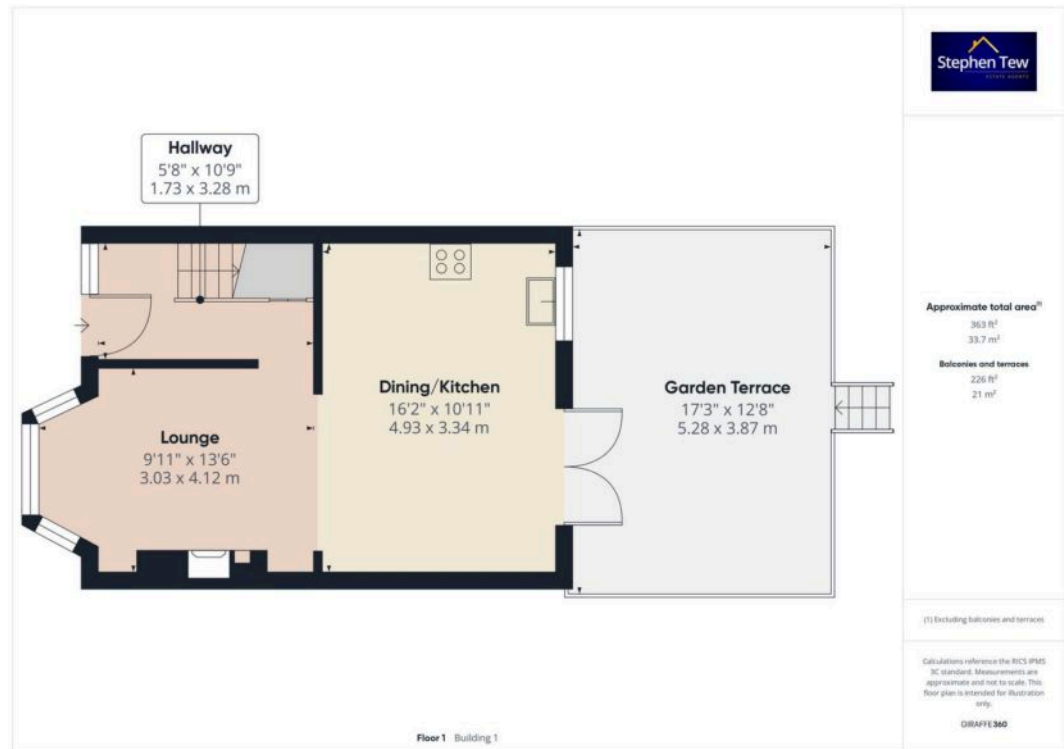 Stephen Tew
ESTATE AGENTS
Hallway
5'8" x 10'9"
1.73 x 3.28 m
Dining/Kitchen
16'2" x 10'11"
4.93 x 3.34 m
Garden Terrace
17'3" x 12'8"
5.28 x 3.87 m
Lounge
9'11" x 13'6"
3.03 x 4.12 m
Approximate total area⁽¹⁾
363 ft²
33.7 m²
Balconies and terraces
226 ft²
21 m²
(1) Excluding balconies and terraces
Calculations reference the RICS IPMS
3C standard. Measurements are
approximate and not to scale. This
floor plan is intended for illustration
only.
GIRAFFE360
Floor 1 Building 1